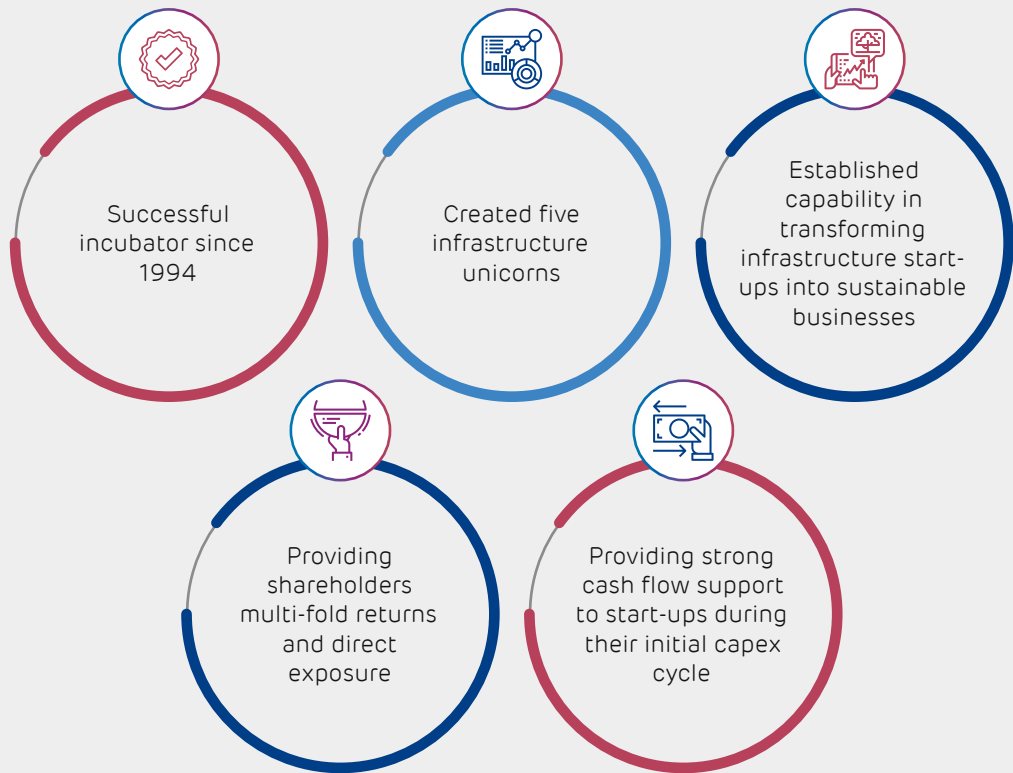 Successful
incubator since
1994
Created five
infrastructure
unicorns
Established
capability in
transforming
infrastructure start-
ups into sustainable
businesses
Providing
shareholders
multi-fold returns
and direct
exposure
Providing strong
cash flow support
to start-ups during
their initial capex
cycle